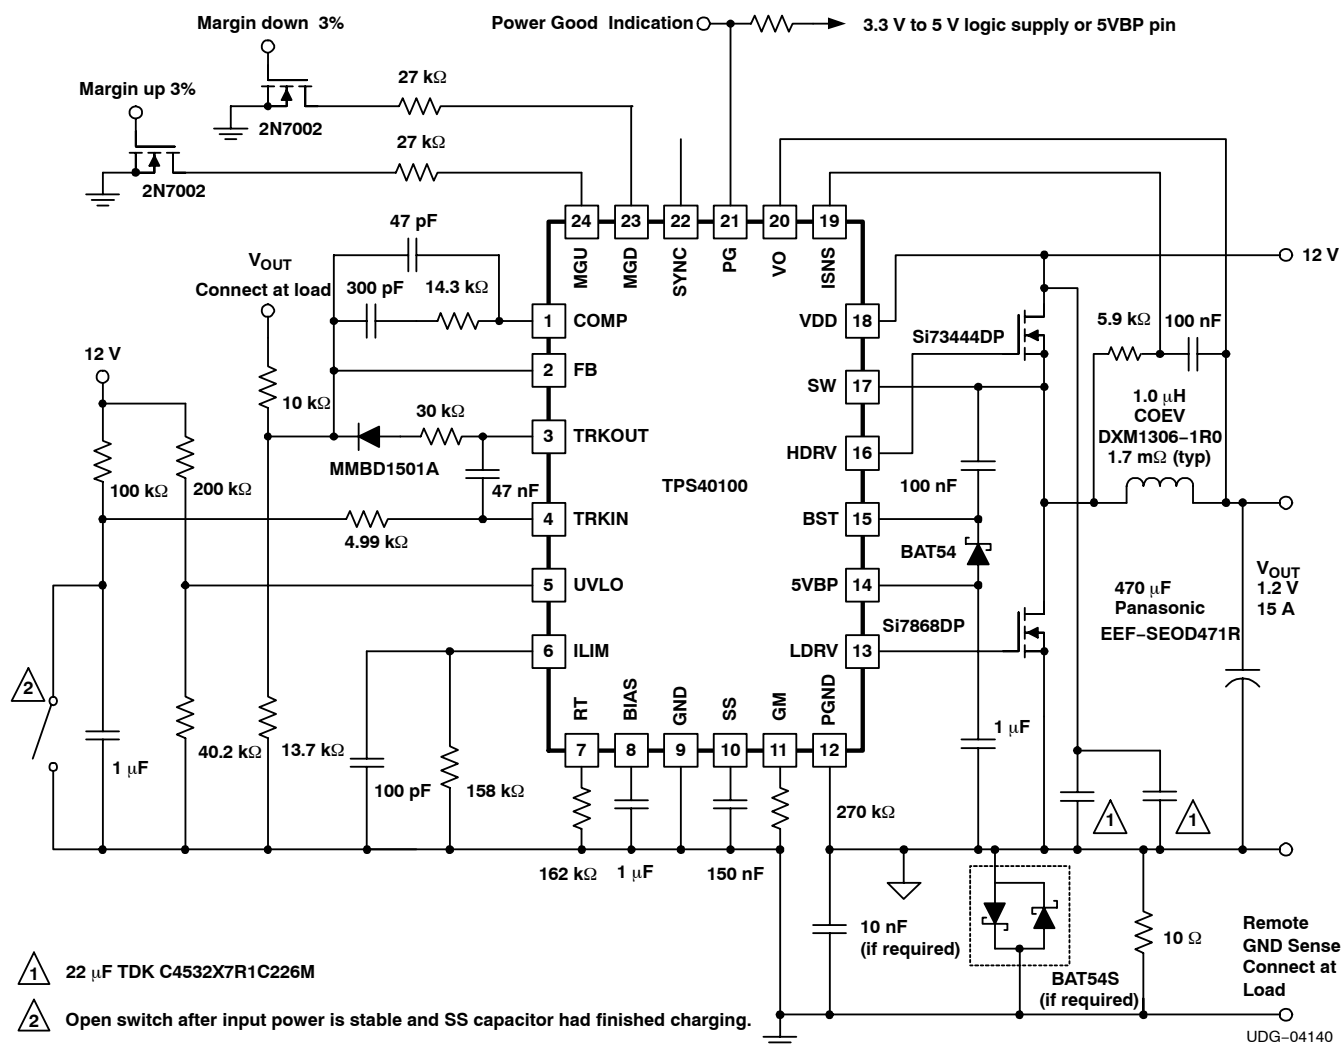 Margin down 3%
Power Good Indication
3.3 V to 5 V logic supply or 5VBP pin
Margin up 3%
27 kΩ
2N7002
27 kΩ
2N7002
24
23
22
21
20
19
MGU
MGD
SYNC
PG
VO
ISNS
47 pF
VOUT
Connect at load
300 pF
14.3 kΩ
1
COMP
2
FB
3
TRKOUT
4
TRKIN
5
UVLO
6
ILIM
12 V
VDD
18
SW
17
HDRV
16
BST
15
5VBP
14
LDRV
13
TPS40100
12 V
10 kΩ
30 kΩ
MMBD1501A
47 nF
100 kΩ
200 kΩ
4.99 kΩ
Si73444DP
5.9 kΩ
100 nF
1.0 μH
COEV
DXM1306−1R0
1.7 mΩ (typ)
100 nF
BAT54
470 μF
Panasonic
EEF−SEOD471R
VOUT
1.2 V
15 A
Si7868DP
2
RT
BIAS
GND
SS
GM
PGND
7
8
9
10
11
12
1 μF
40.2 kΩ
13.7 kΩ
100 pF
158 kΩ
1 μF
270 kΩ
1
1
162 kΩ
1 μF
150 nF
10 nF
(if required)
BAT54S
(if required)
10 Ω
Remote
GND Sense
Connect at
Load
1
22 μF TDK C4532X7R1C226M
2
Open switch after input power is stable and SS capacitor had finished charging.
UDG−04140